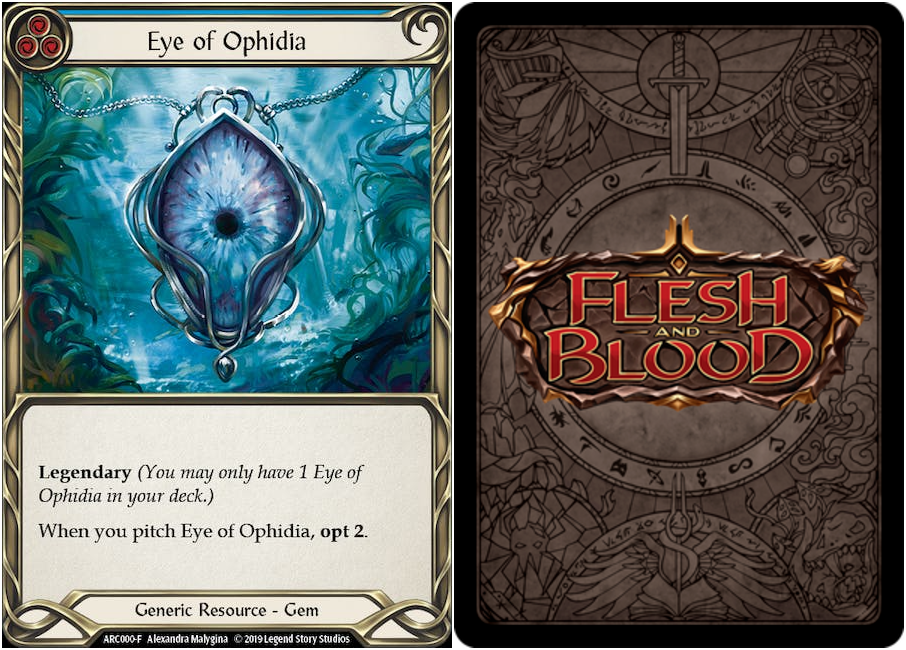 Eye of Ophidia
Legendary (You may only have 1 Eye of
Ophidia in your deck.)
When you pitch Eye of Ophidia, opt 2.
Generic Resource - Gem
ARC000-F Alexandra Malygina © 2019 Legend Story Studios
FLESH
AND
BLOOD